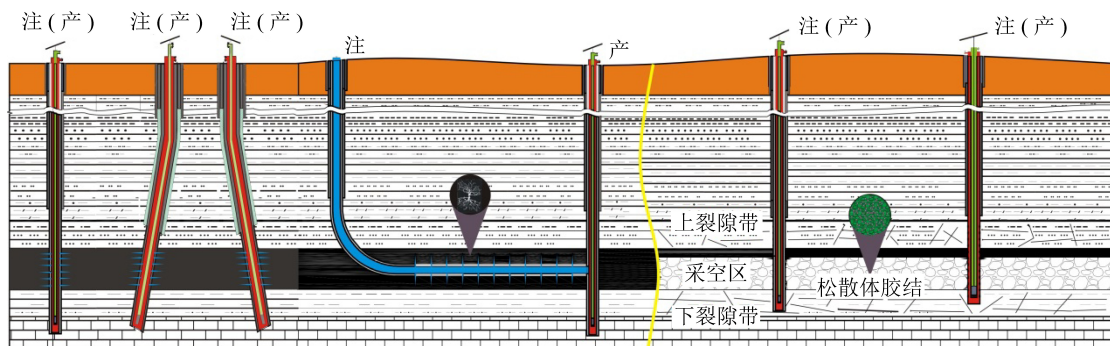 注(产)
注(产)
注(产)
注
产
注(产)
注(产)
上裂隙带
采空区
松散体胶结
下裂隙带